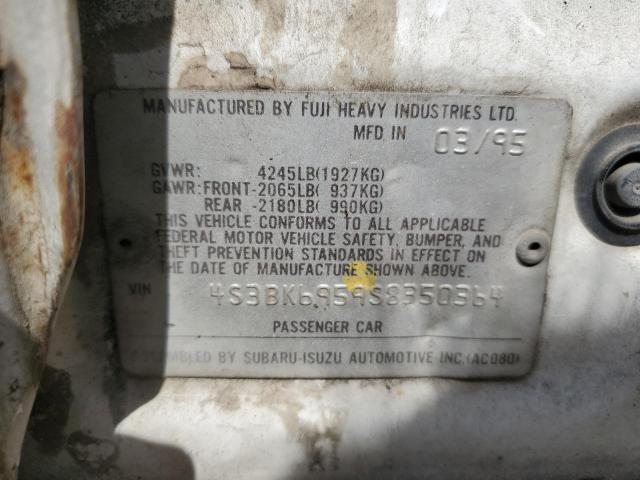 MANUFACTURED BY FUJI HEAVY INDUSTRIES LTD.
MFD IN 03/95
GVWR: 4245LB(1927KG)
GAWR:FRONT-2065LB( 937KG)
REAR -2180LB( 990KG)
THIS VEHICLE CONFORMS TO ALL APPLICABLE
FEDERAL MOTOR VEHICLE SAFETY, BUMPER, AND
THEFT PREVENTION STANDARDS IN EFFECT ON
THE DATE OF MANUFACTURE SHOWN ABOVE.
VIN 4S3BK6959S8350364
PASSENGER CAR
ASSEMBLED BY SUBARU-ISUZU AUTOMOTIVE INC.(AC080)